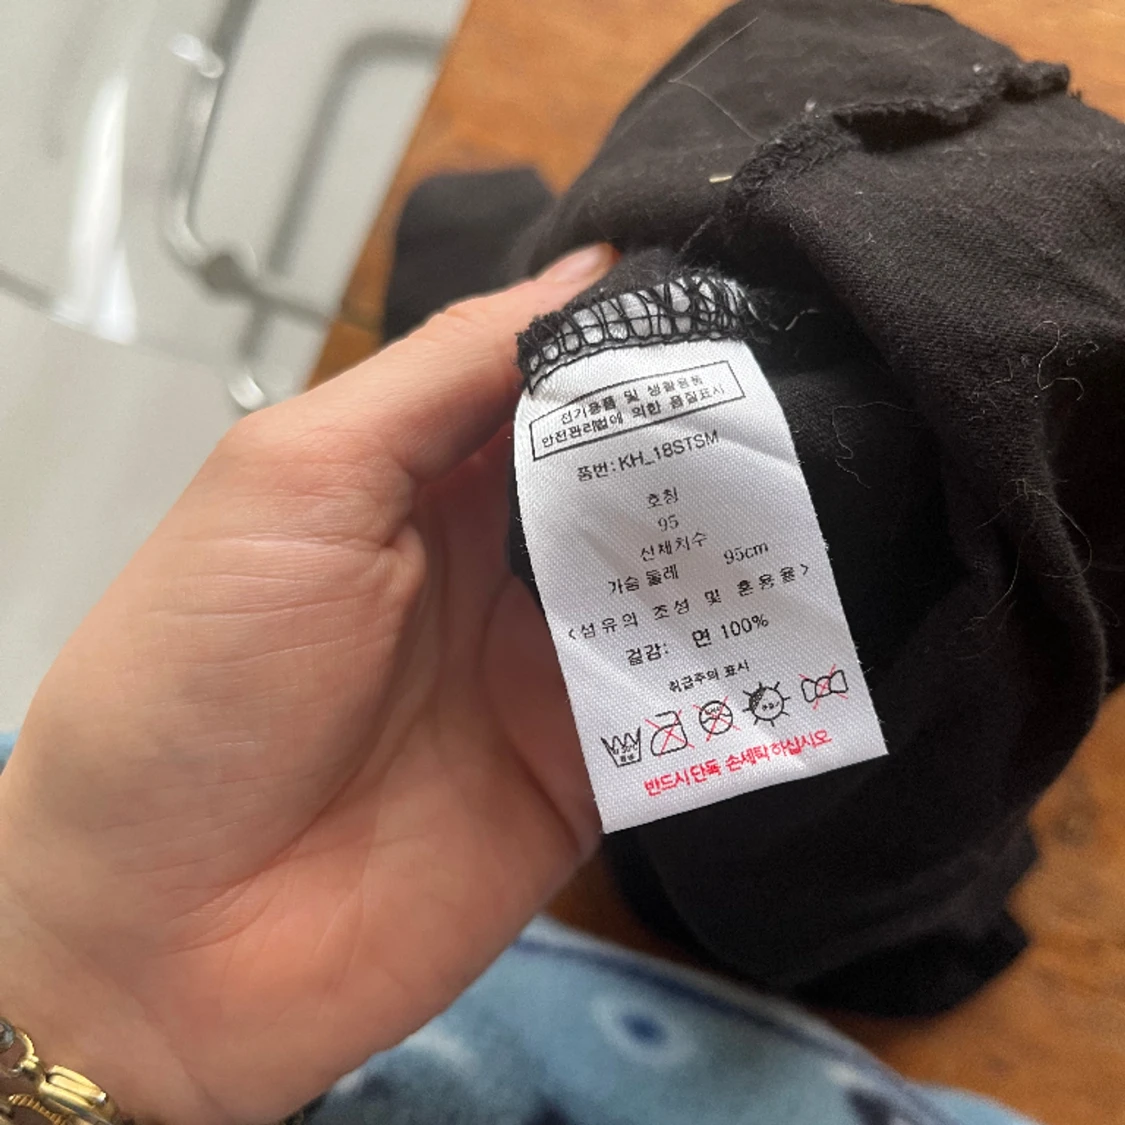 전기용품 및 생활용품
안전관리법에 의한 품질표시
품번: KH_18STSM
호칭
95
신체치수
가슴 둘레 95cm
<섬유의 조성 및 혼용율>
겉감: 면 100%
취급주의 표시
반드시 단독 손세탁 하십시오